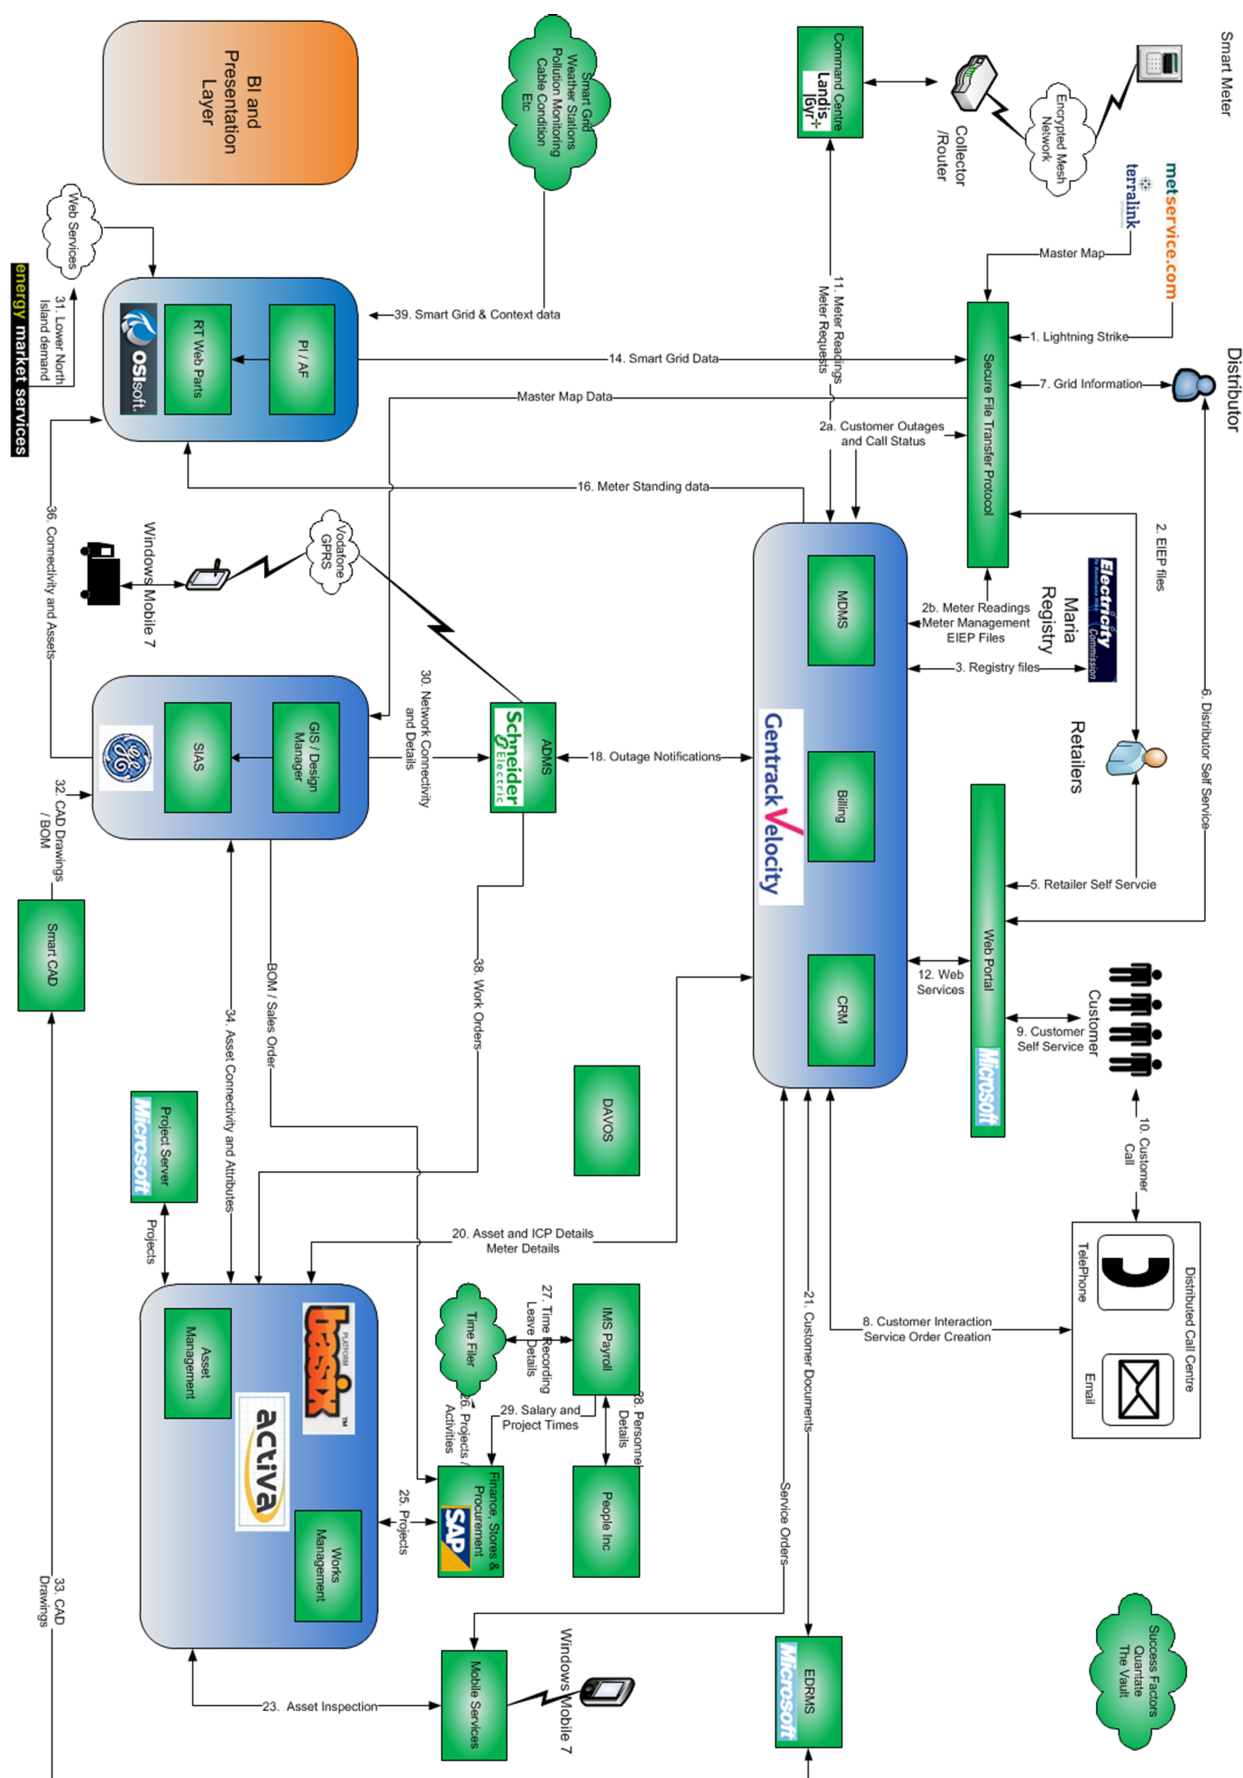 Smart Meter
Encrypted Mesh
Network
Collector
/Router
Command Centre
Landis
|Gyr+
metservice.com
terralink
Master Map
1. Lightning Strike
7. Grid Information
Distributor
Secure File Transfer Protocol
2. EIEP files
6. Distributor Self Service
Electricity
Commission
Maria
Registry
Retailers
5. Retailer Self Servcie
Web Portal
Microsoft
9. Customer
Self Service
Customer
10. Customer
Call
Distributed Call Centre
TelePhone
Email
Success Factors
Quantate
The Vault
11. Meter Readings
Meter Requests
2a. Customer Outages
and Call Status
2b. Meter Readings
Meter Management
EIEP Files
3. Registry files
12. Web
Services
8. Customer Interaction
Service Order Creation
MDMS
Billing
CRM
Gentrack Velocity
21. Customer Documents
Service Orders
EDRMS
Microsoft
Smart Grid
Weather Stations
Pollution Monitoring
Cable Condition
Etc
14. Smart Grid Data
Master Map Data
16. Meter Standing data
18. Outage Notifications
DAVOS
39. Smart Grid & Context data
Vodafone
GPRS
ADMS
Schneider
Electric
30. Network Connectivity
and Details
38. Work Orders
20. Asset and ICP Details
Meter Details
IMS Payroll
28. Personnel
Details
People Inc
27. Time Recording
Leave Details
29. Salary and
Project Times
Time Filer
26. Projects /
Activities
Finance, Stores &
Procurement
SAP
25. Projects
Mobile Services
Windows Mobile 7
23. Asset Inspection
BI and
Presentation
Layer
PI / AF
RT Web Parts
OSIsoft.
Web Services
31. Lower North
Island demand
energy market services
36. Connectivity and Assets
Windows Mobile 7
GIS / Design
Manager
SIAS
GE
32. CAD Drawings
/ BOM
Smart CAD
BOM / Sales Order
34. Asset Connectivity and Attributes
Project Server
Microsoft
Projects
PLATFORM
basix
TM
Asset
Management
activa
Works
Management
33. CAD
Drawings